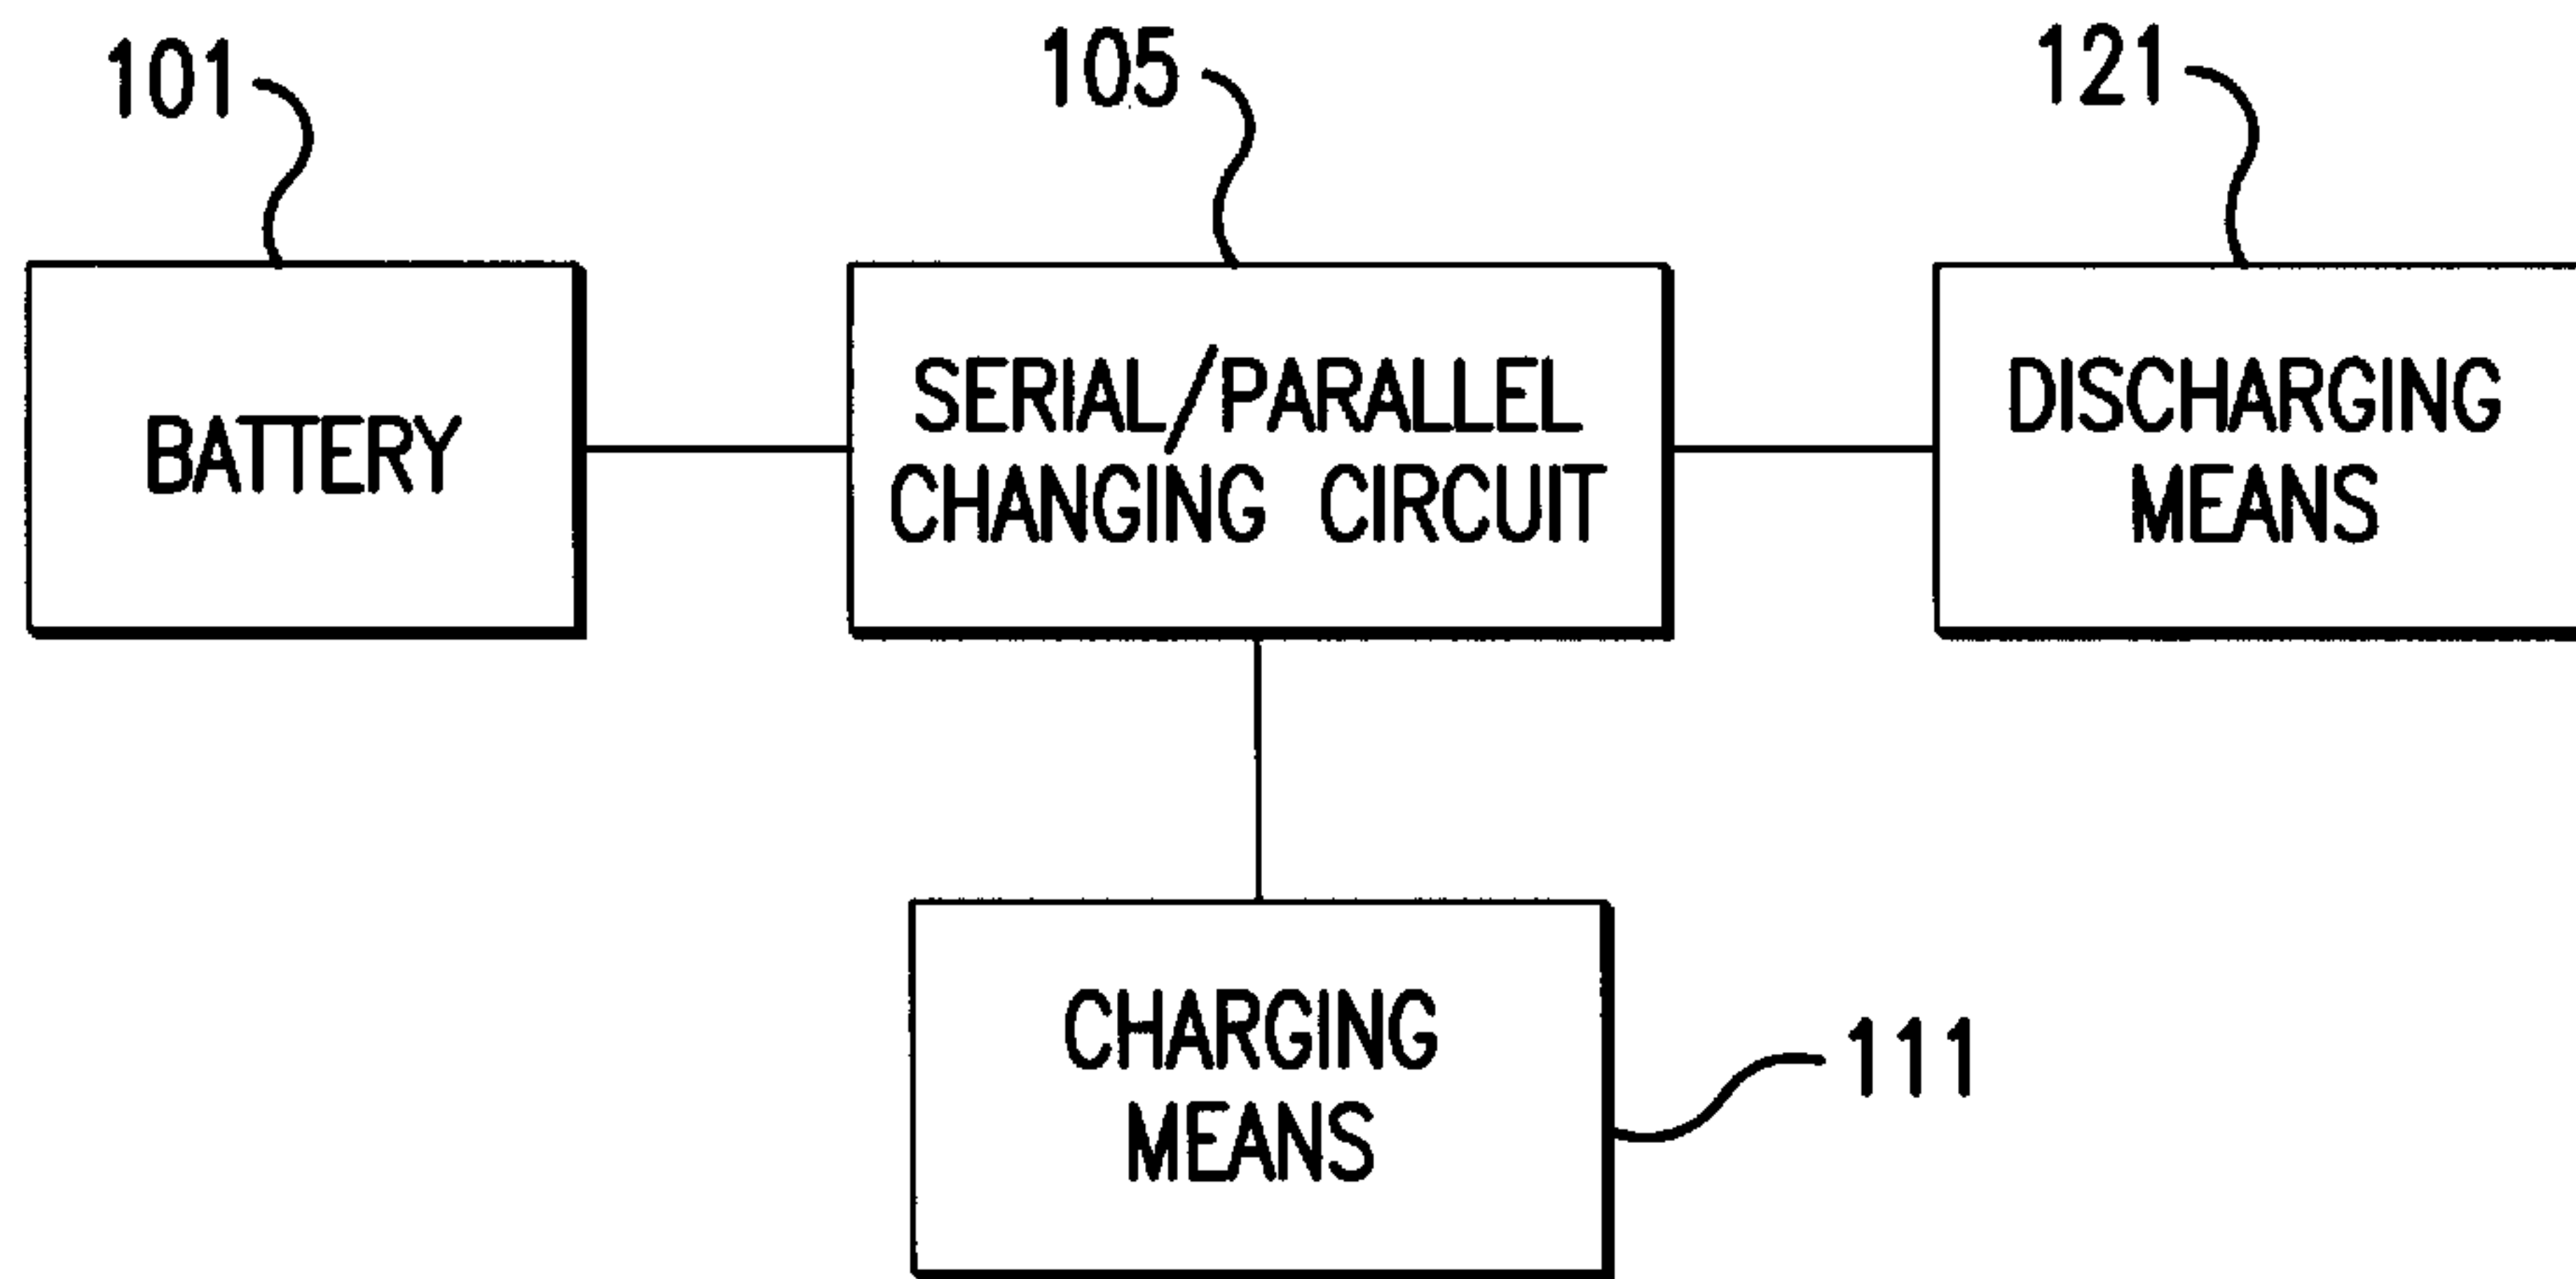 101
105
121
BATTERY
SERIAL/PARALLEL
CHANGING CIRCUIT
DISCHARGING
MEANS
CHARGING
MEANS
111